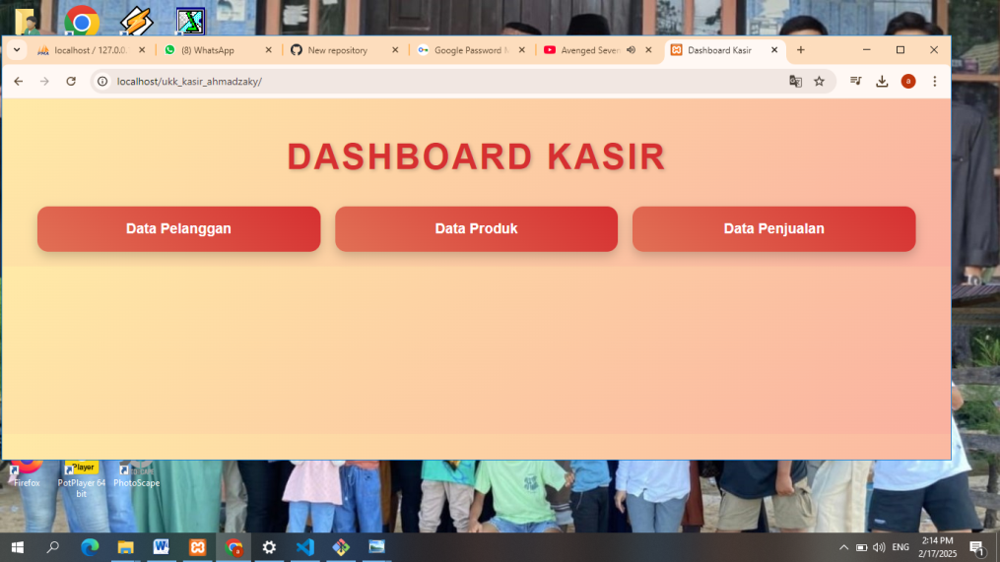 localhost / 127.0.0.
(8) WhatsApp
New repository
Google Password M
Avenged Seven
Dashboard Kasir
localhost/ukk_kasir_ahmadzaky/
a
DASHBOARD KASIR
Data Pelanggan
Data Produk
Data Penjualan
Player
Firefox
PotPlayer 64
bit
PhotoScape
ENG
2:14 PM
2/17/2025
1